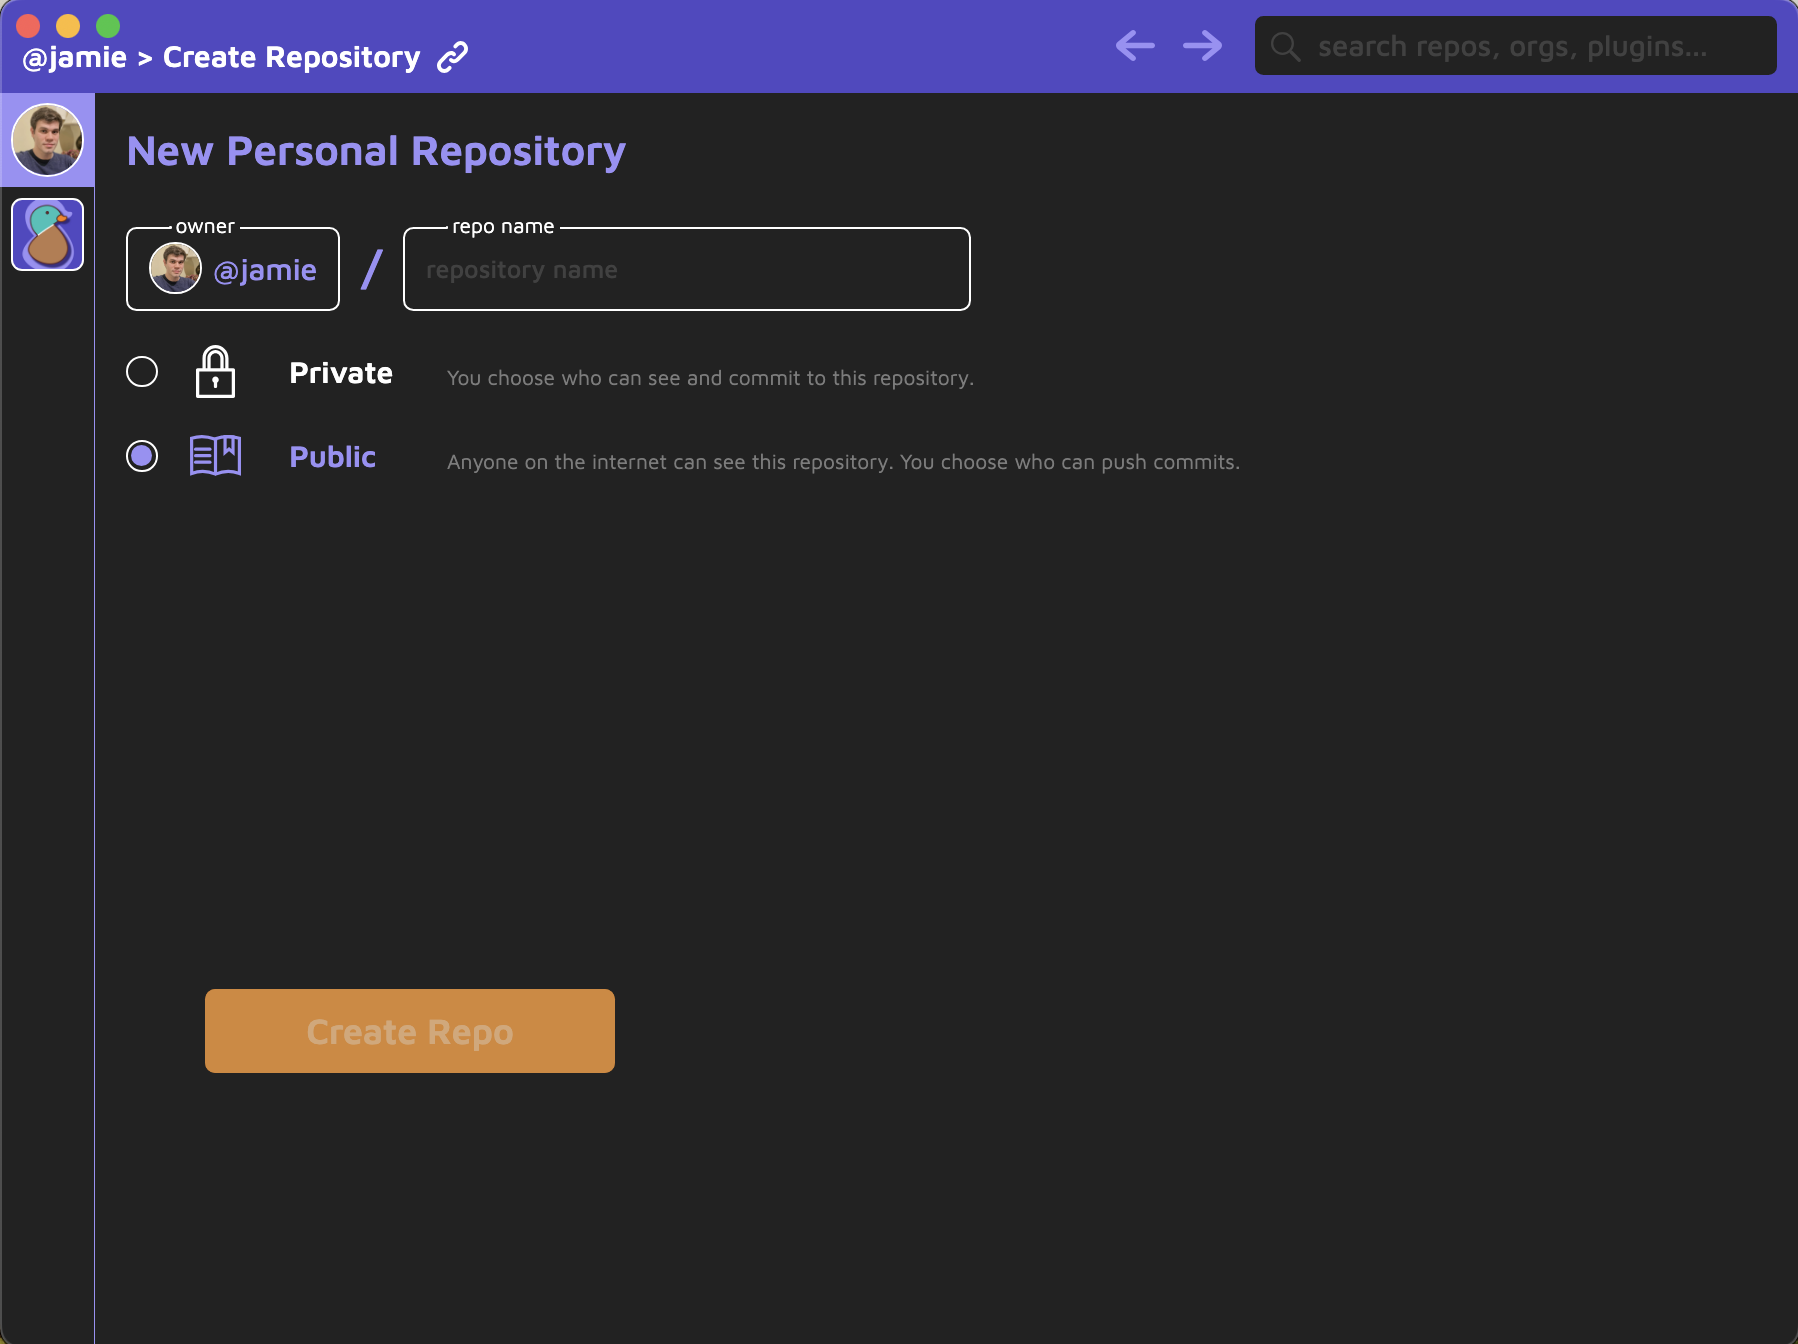 @jamie > Create Repository
search repos, orgs, plugins...
New Personal Repository
owner
repo name
@jamie / repository name
Private You choose who can see and commit to this repository.
Public Anyone on the internet can see this repository. You choose who can push commits.
Create Repo